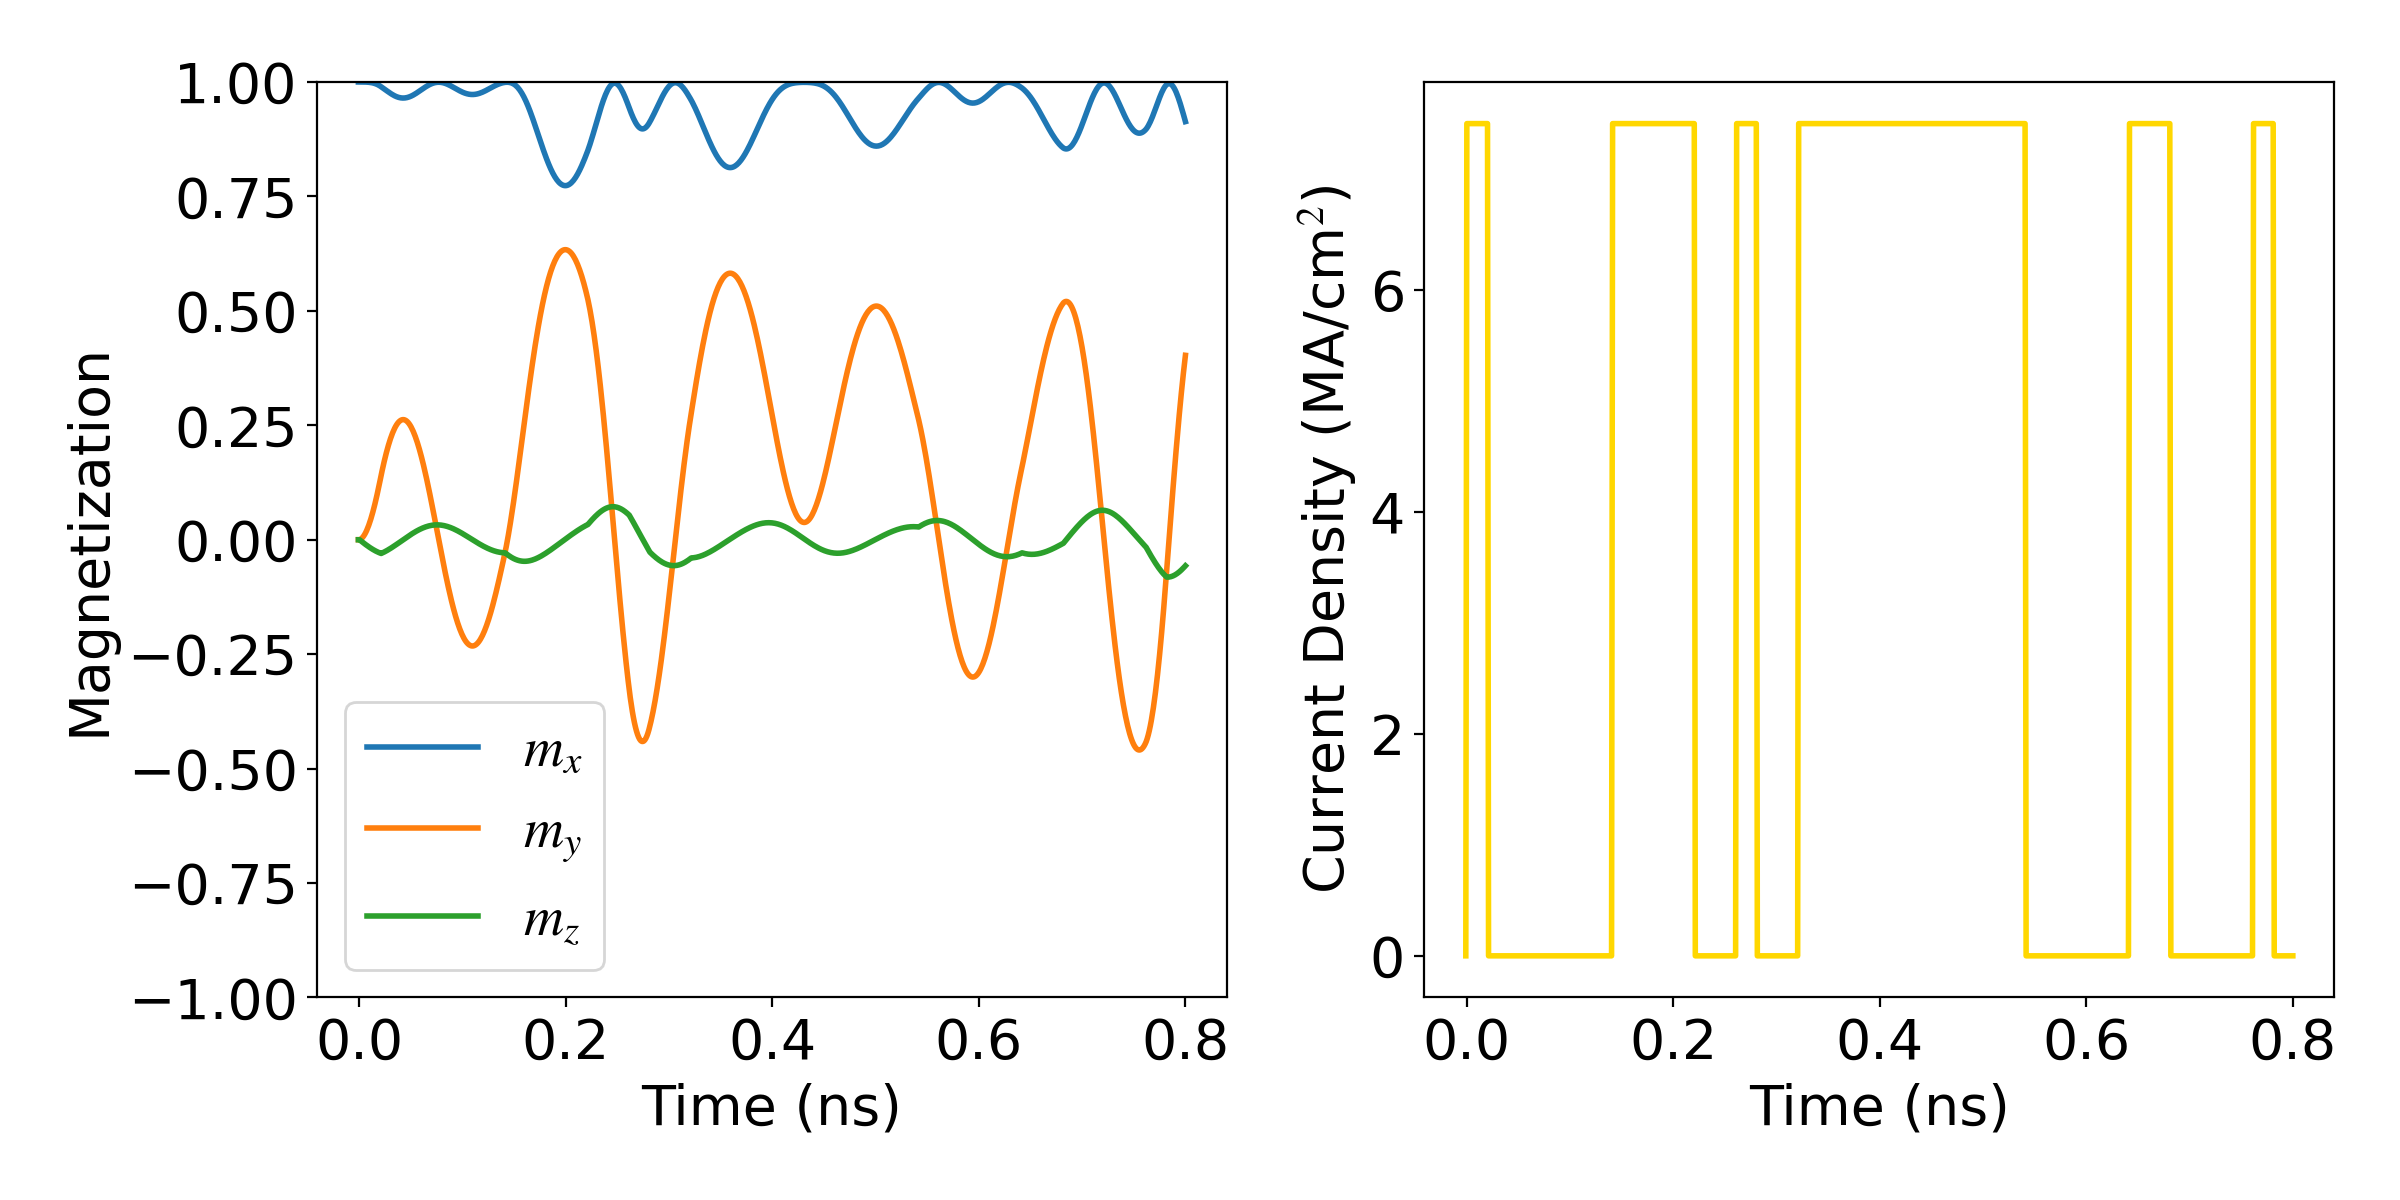 1.00
0.75
0.50
0.25
0.00
−0.25
−0.50
−0.75
−1.00
Magnetization
m_x
m_y
m_z
0.0 0.2 0.4 0.6 0.8
Time (ns)
6
4
2
0
Current Density (MA/cm²)
0.0 0.2 0.4 0.6 0.8
Time (ns)